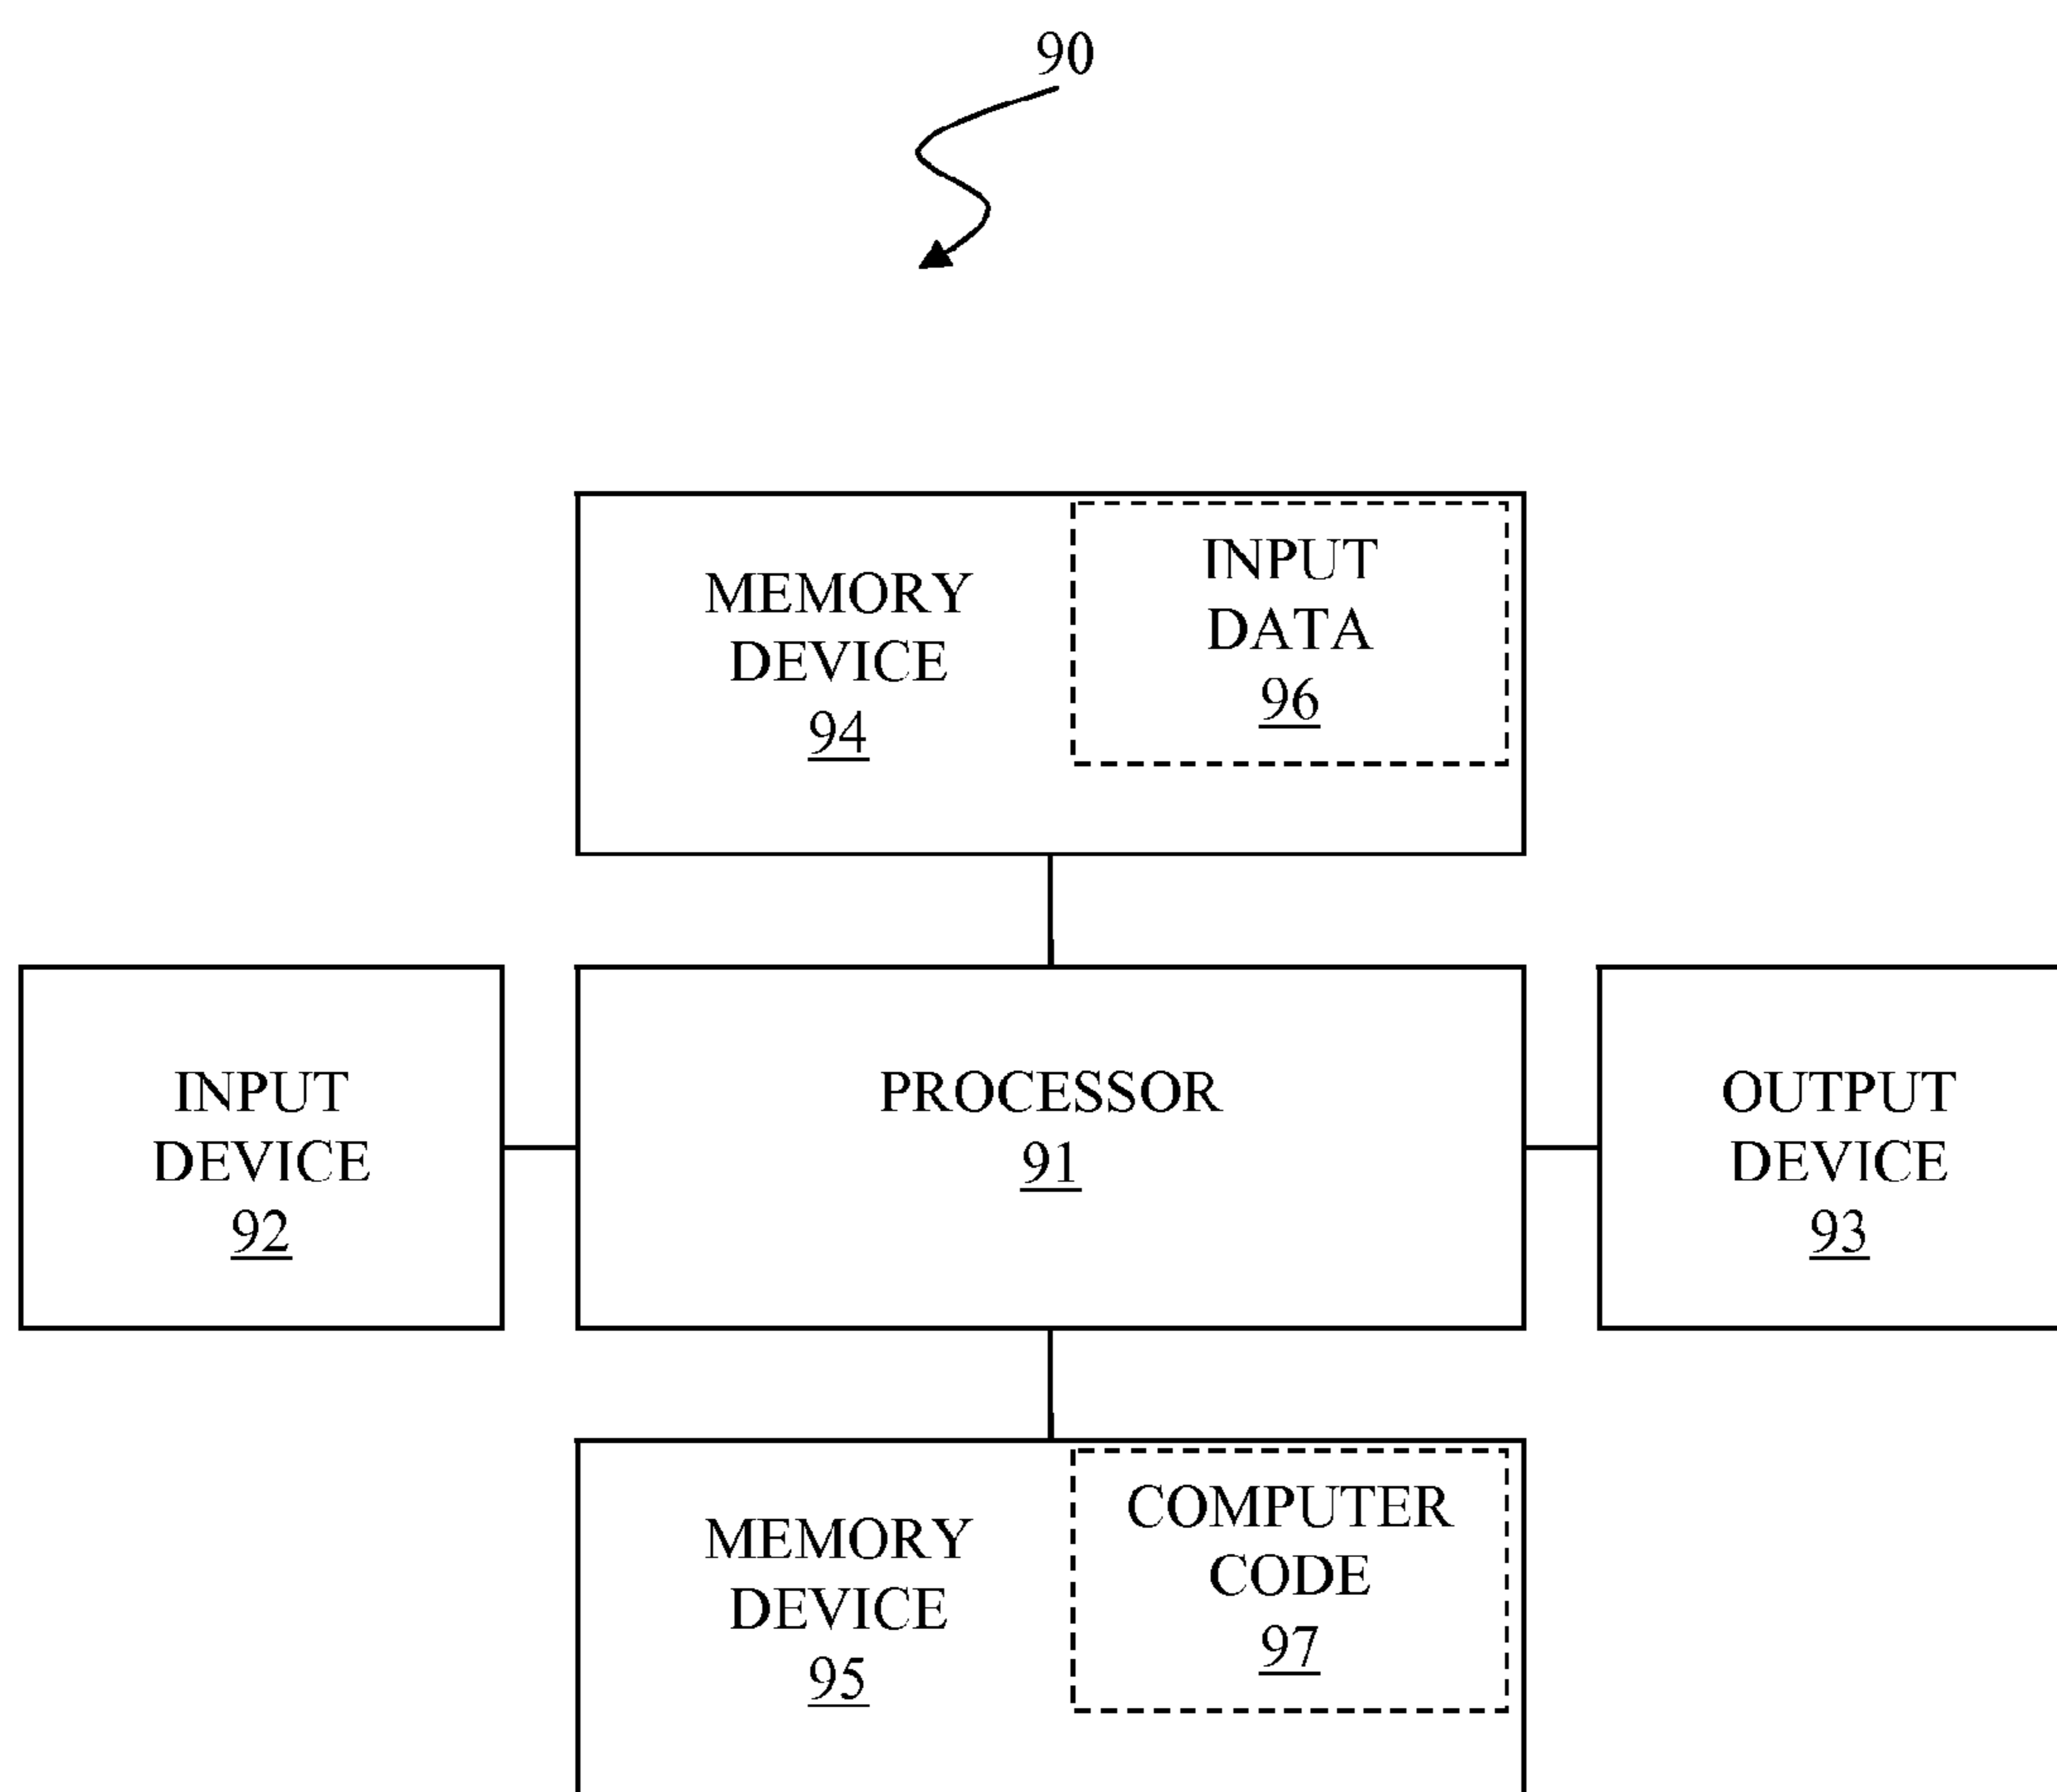 90
MEMORY
DEVICE
94
INPUT
DATA
96
INPUT
DEVICE
92
PROCESSOR
91
OUTPUT
DEVICE
93
MEMORY
DEVICE
95
COMPUTER
CODE
97